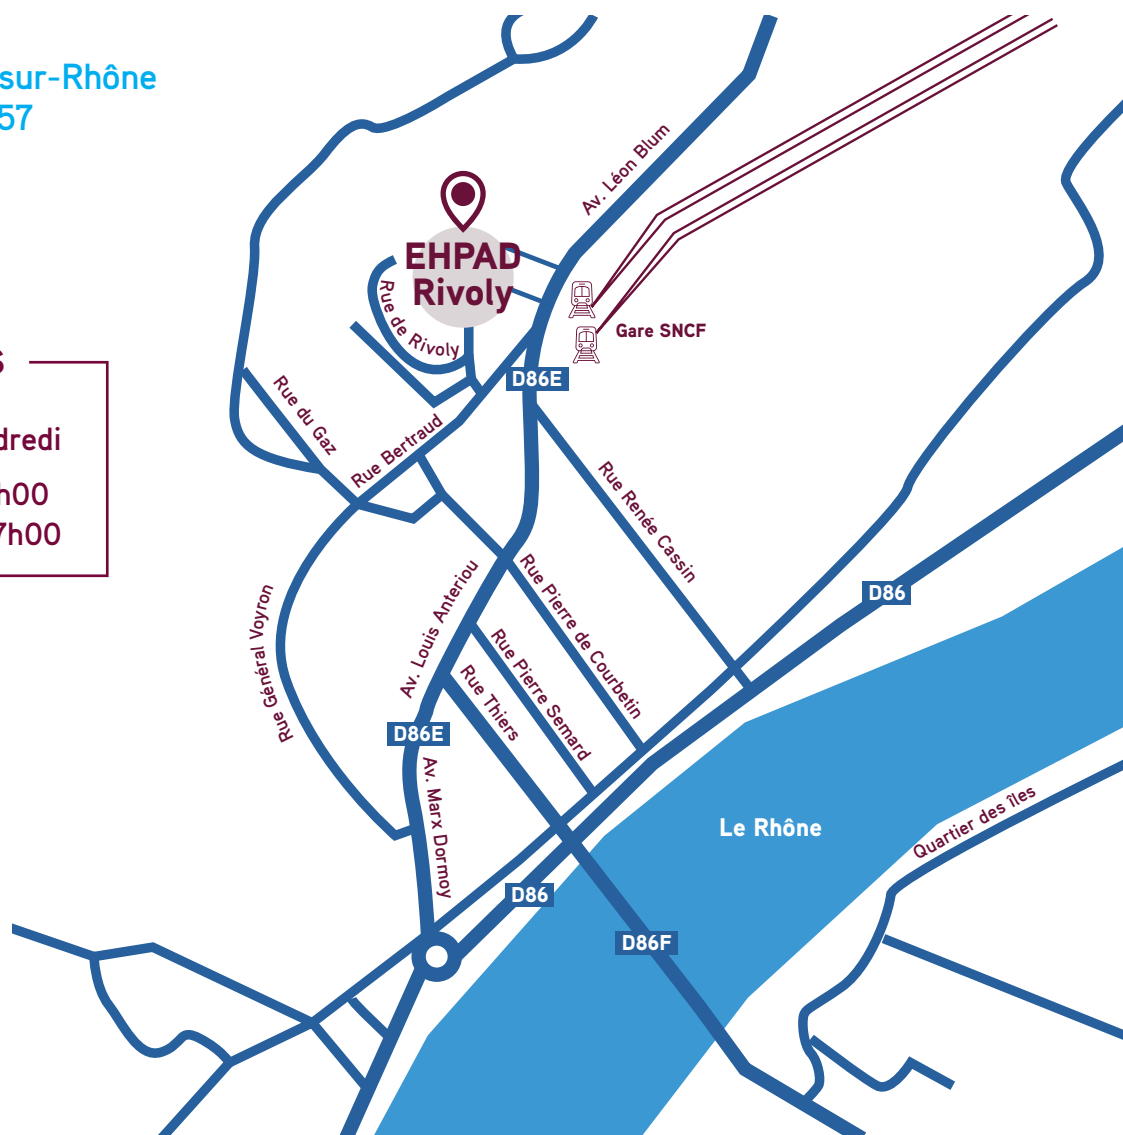 sur-Rhône
57
S
dredi
h00
7h00
Av. Léon Blum
EHPAD
Rivoly
Rue de Rivoly
Gare SNCF
D86E
Rue du Gaz
Rue Bertraud
Rue Renée Cassin
Rue Général Voyron
Av. Louis Anteriou
Rue Pierre de Courbetin
Rue Pierre Semard
Rue Thiers
D86
D86E
Av. Marx Dormoy
Le Rhône
Quartier des îles
D86
D86F